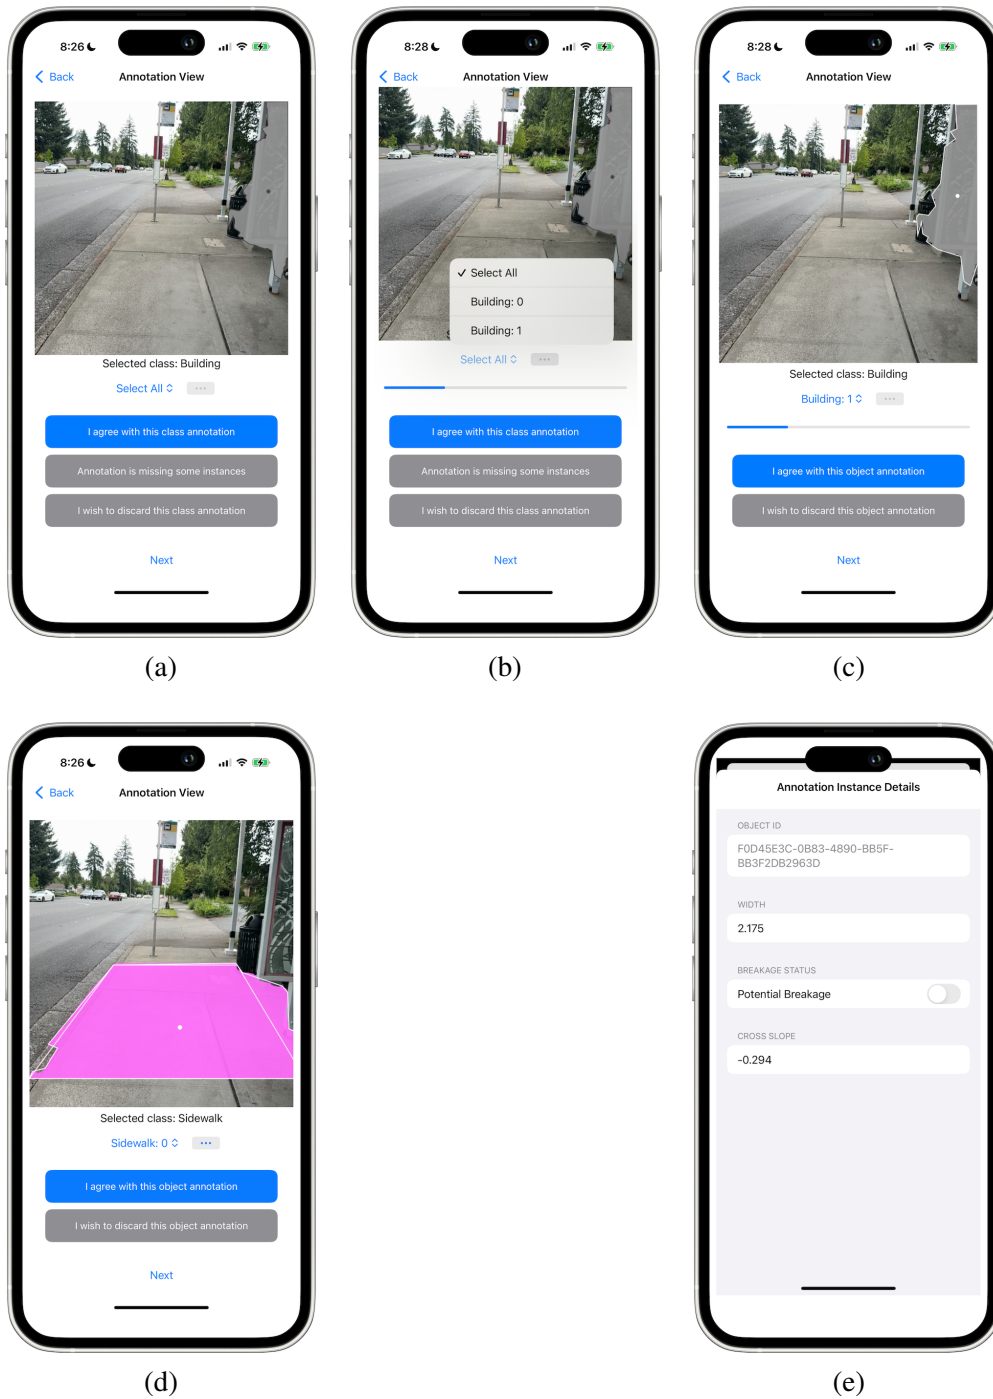 8:26
Back
Annotation View
Selected class: Building
Select All
I agree with this class annotation
Annotation is missing some instances
I wish to discard this class annotation
Next
(a)
8:28
Back
Annotation View
✓ Select All
Building: 0
Building: 1
Select All
I agree with this class annotation
Annotation is missing some instances
I wish to discard this class annotation
Next
(b)
8:28
Back
Annotation View
Selected class: Building
Building: 1
I agree with this object annotation
I wish to discard this object annotation
Next
(c)
8:26
Back
Annotation View
Selected class: Sidewalk
Sidewalk: 0
I agree with this object annotation
I wish to discard this object annotation
Next
(d)
Annotation Instance Details
OBJECT ID
F0D45E3C-0B83-4890-BB5F-
BB3F2DB2963D
WIDTH
2.175
BREAKAGE STATUS
Potential Breakage
CROSS SLOPE
-0.294
(e)